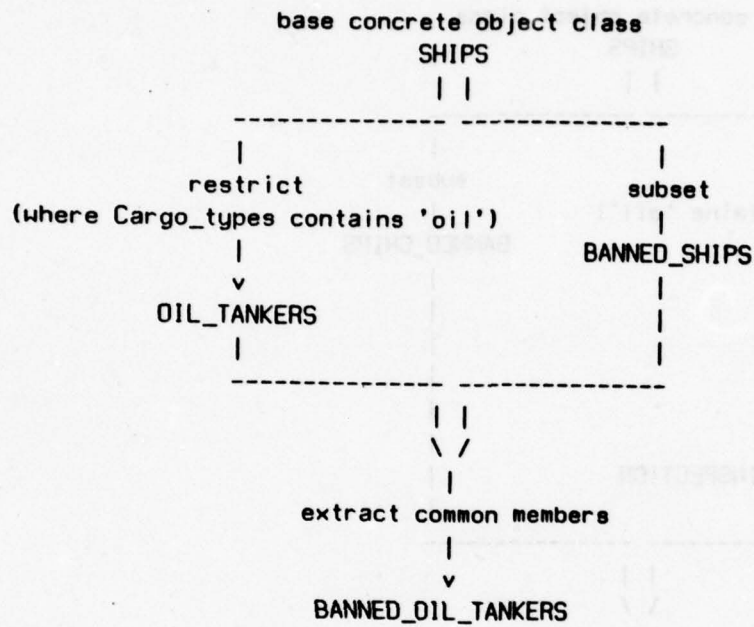 base concrete object class
SHIPS
restrict
subset
(where Cargo_types contains 'oil')
BANNED_SHIPS
OIL_TANKERS
extract common members
BANNED_OIL_TANKERS